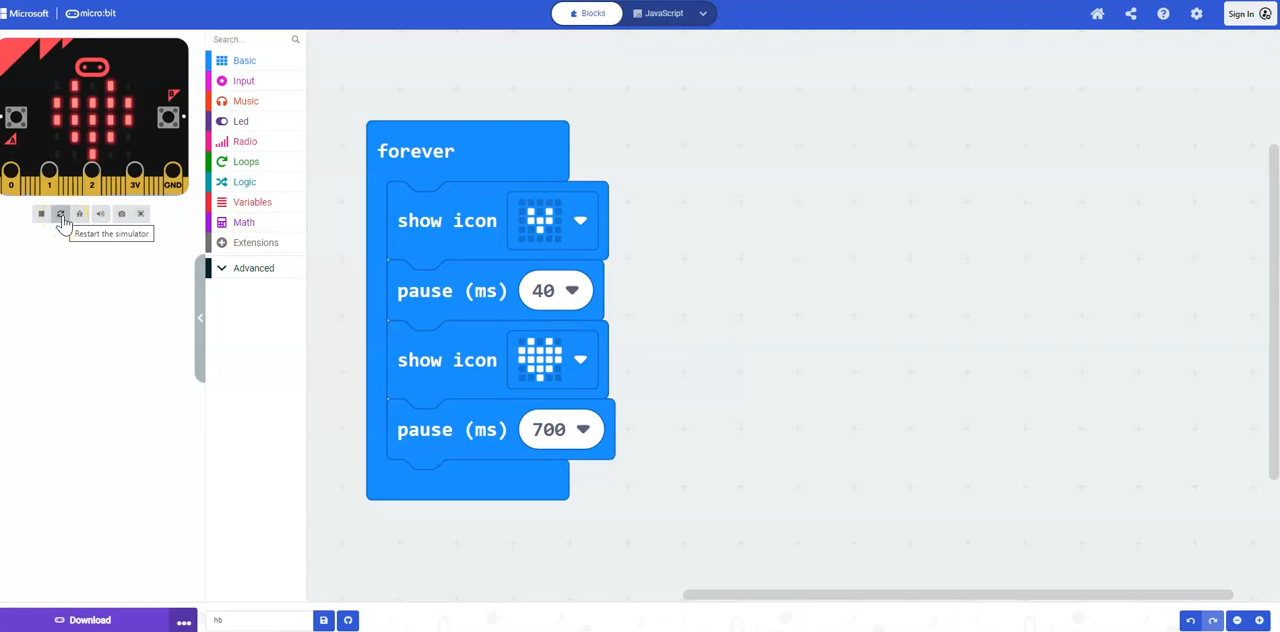 Microsoft
micro:bit
Blocks
JavaScript
Sign In
Search...
Basic
Input
Music
Led
Radio
Loops
Logic
Variables
Math
Extensions
Advanced
B
A
0
1
2
3V
GND
Restart the simulator
forever
show icon
pause (ms) 40
show icon
pause (ms) 700
Download
hb